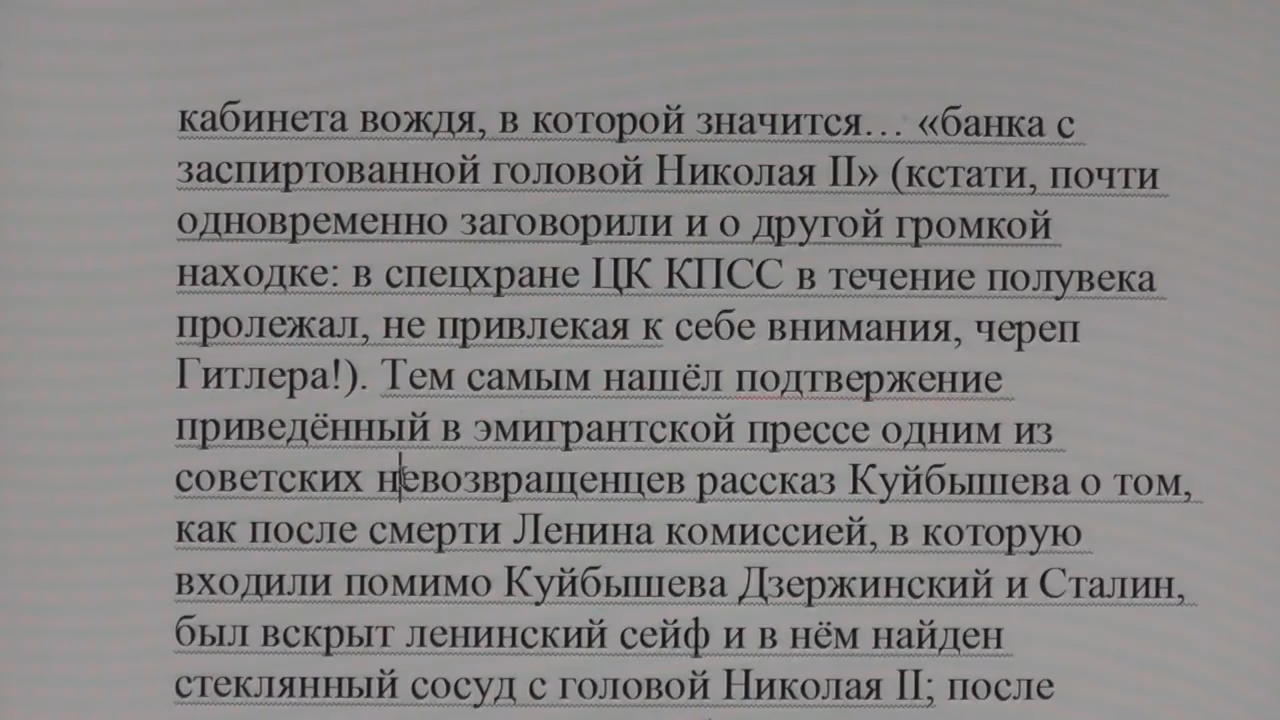 кабинета вождя, в которой значится… «банка с
заспиртованной головой Николая II» (кстати, почти
одновременно заговорили и о другой громкой
находке: в спецхране ЦК КПСС в течение полувека
пролежал, не привлекая к себе внимания, череп
Гитлера!). Тем самым нашёл подтвержение
приведённый в эмигрантской прессе одним из
советских невозвращенцев рассказ Куйбышева о том,
как после смерти Ленина комиссией, в которую
входили помимо Куйбышева Дзержинский и Сталин,
был вскрыт ленинский сейф и в нём найден
стеклянный сосуд с головой Николая II; после